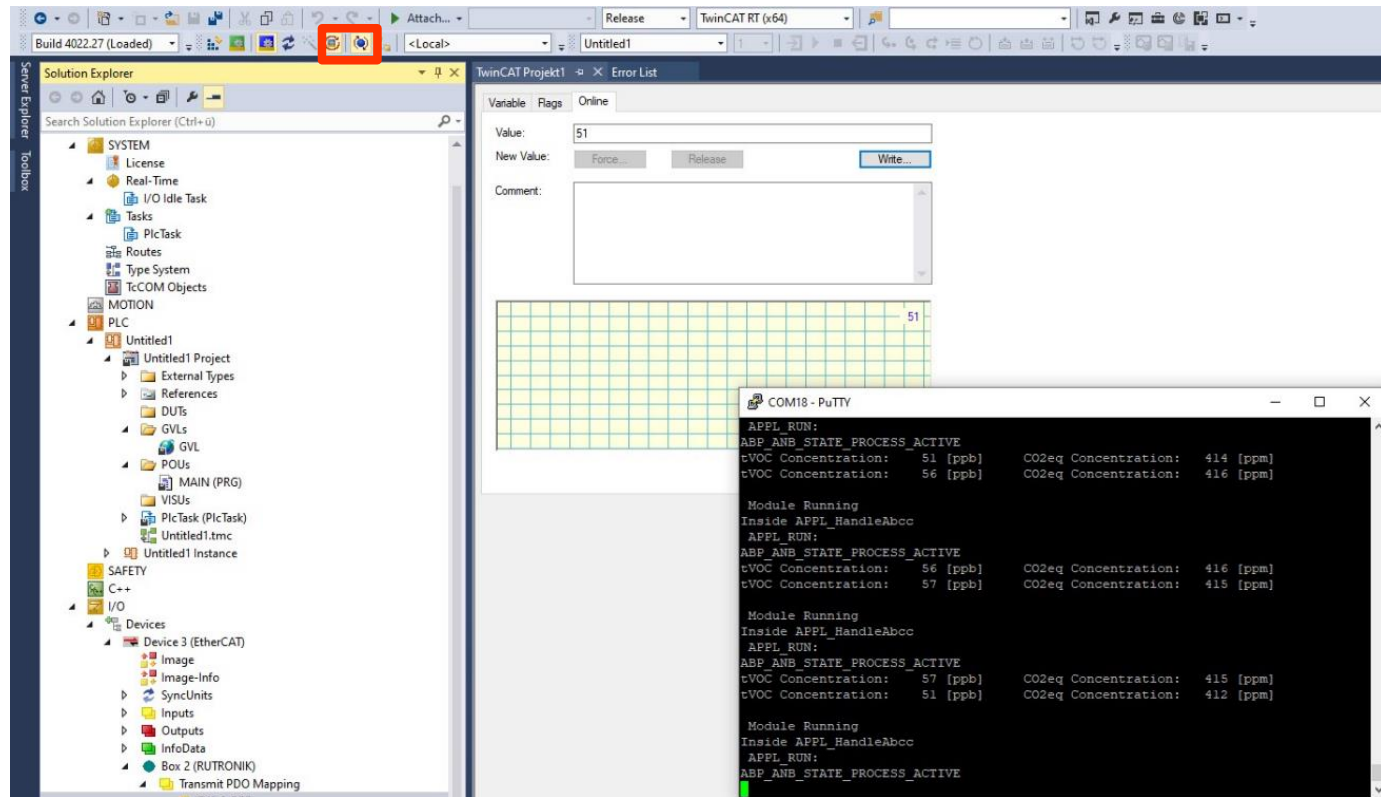 Attach...
Release
TwinCAT RT (x64)
Build 4022.27 (Loaded)
<Local>
Untitled1
1
Server Explorer
Toolbox
Solution Explorer
Search Solution Explorer (Ctrl+ü)
SYSTEM
License
Real-Time
I/O Idle Task
Tasks
PlcTask
Routes
Type System
TcCOM Objects
MOTION
PLC
Untitled1
Untitled1 Project
External Types
References
DUTs
GVLs
GVL
POUs
MAIN (PRG)
VISUs
PlcTask (PlcTask)
Untitled1.tmc
Untitled1 Instance
SAFETY
C++
I/O
Devices
Device 3 (EtherCAT)
Image
Image-Info
SyncUnits
Inputs
Outputs
InfoData
Box 2 (RUTRONIK)
Transmit PDO Mapping
TwinCAT Projekt1 Error List
Variable Flags Online
Value: 51
New Value: Force... Release Write...
Comment:
51
COM18 - PuTTY
APPL_RUN:
ABP_ANB_STATE_PROCESS_ACTIVE
tVOC Concentration: 51 [ppb] CO2eq Concentration: 414 [ppm]
tVOC Concentration: 56 [ppb] CO2eq Concentration: 416 [ppm]
Module Running
Inside APPL_HandleAbcc
APPL_RUN:
ABP_ANB_STATE_PROCESS_ACTIVE
tVOC Concentration: 56 [ppb] CO2eq Concentration: 416 [ppm]
tVOC Concentration: 57 [ppb] CO2eq Concentration: 415 [ppm]
Module Running
Inside APPL_HandleAbcc
APPL_RUN:
ABP_ANB_STATE_PROCESS_ACTIVE
tVOC Concentration: 57 [ppb] CO2eq Concentration: 415 [ppm]
tVOC Concentration: 51 [ppb] CO2eq Concentration: 412 [ppm]
Module Running
Inside APPL_HandleAbcc
APPL_RUN:
ABP_ANB_STATE_PROCESS_ACTIVE